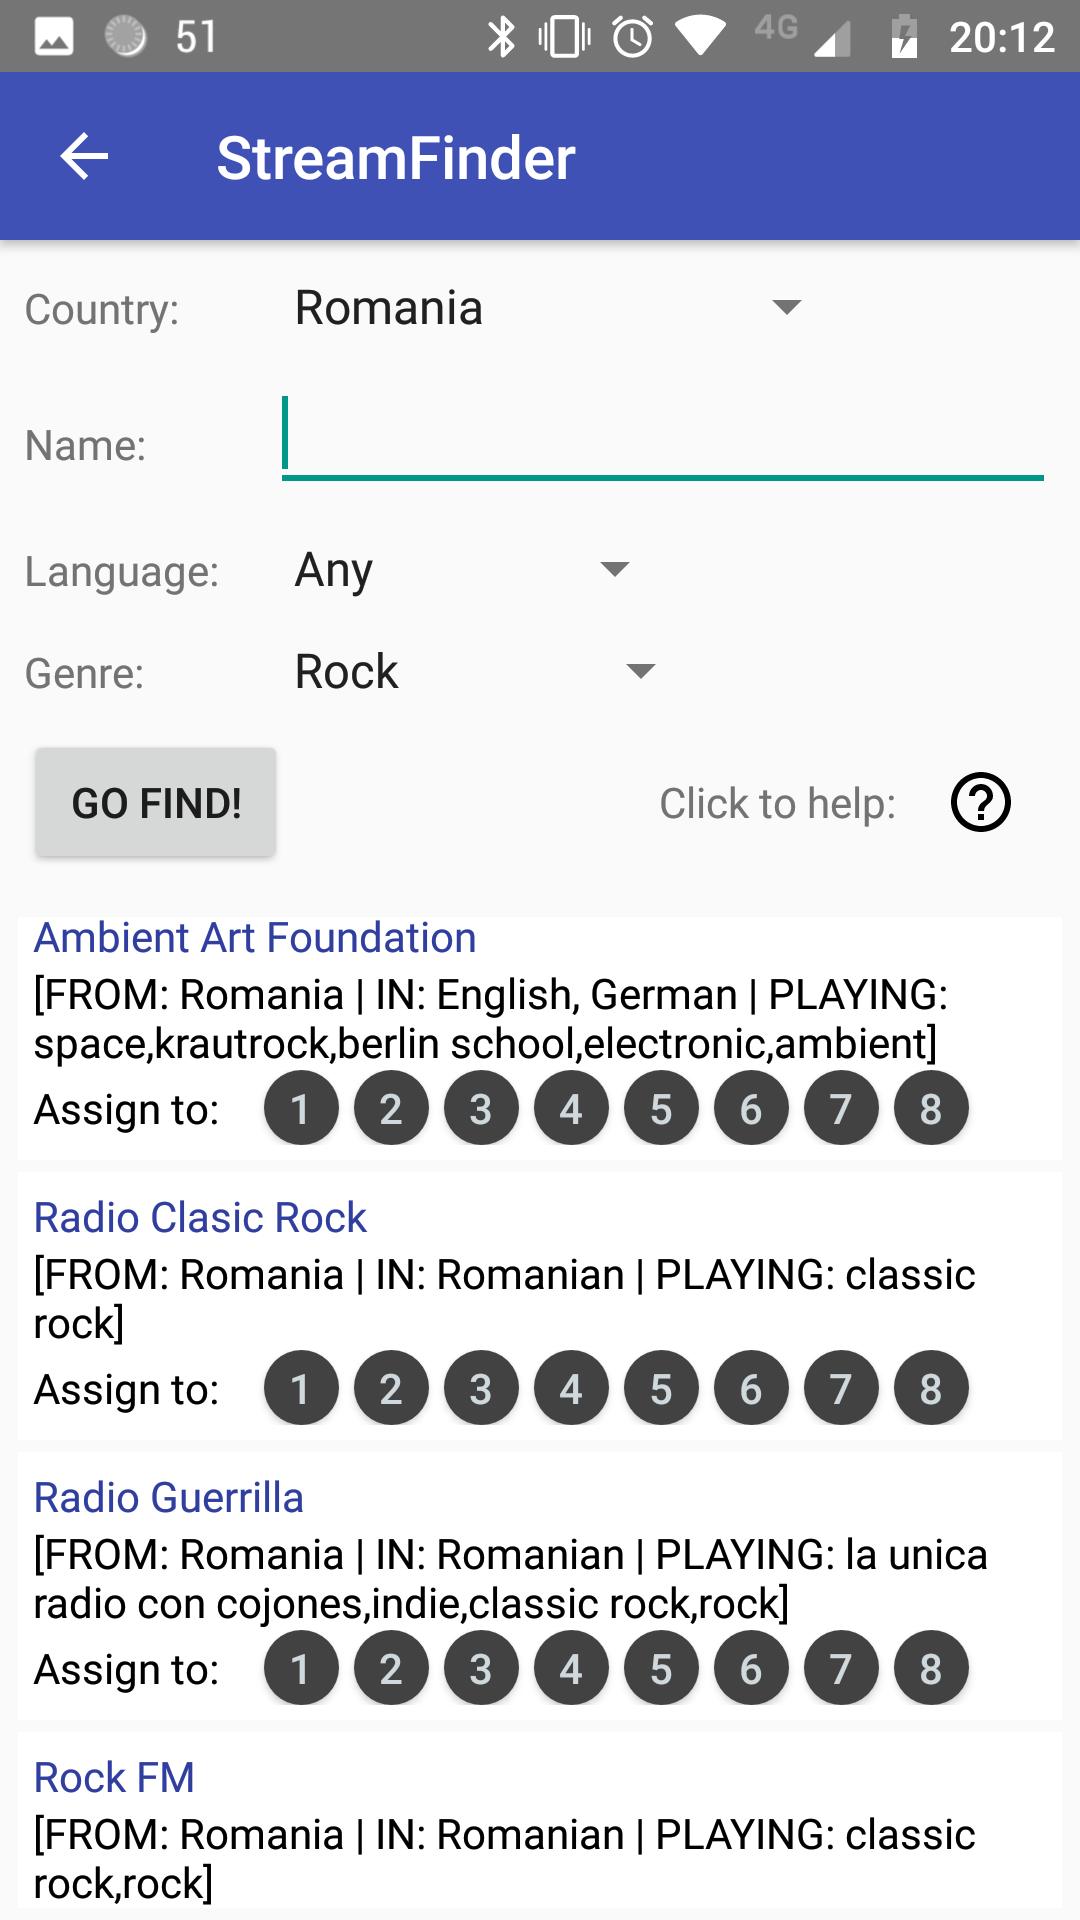 51 4G 20:12
StreamFinder
Country: Romania
Name:
Language: Any
Genre: Rock
GO FIND! Click to help: ?
Ambient Art Foundation
[FROM: Romania | IN: English, German | PLAYING:
space,krautrock,berlin school,electronic,ambient]
Assign to: 1 2 3 4 5 6 7 8
Radio Clasic Rock
[FROM: Romania | IN: Romanian | PLAYING: classic
rock]
Assign to: 1 2 3 4 5 6 7 8
Radio Guerrilla
[FROM: Romania | IN: Romanian | PLAYING: la unica
radio con cojones,indie,classic rock,rock]
Assign to: 1 2 3 4 5 6 7 8
Rock FM
[FROM: Romania | IN: Romanian | PLAYING: classic
rock,rock]